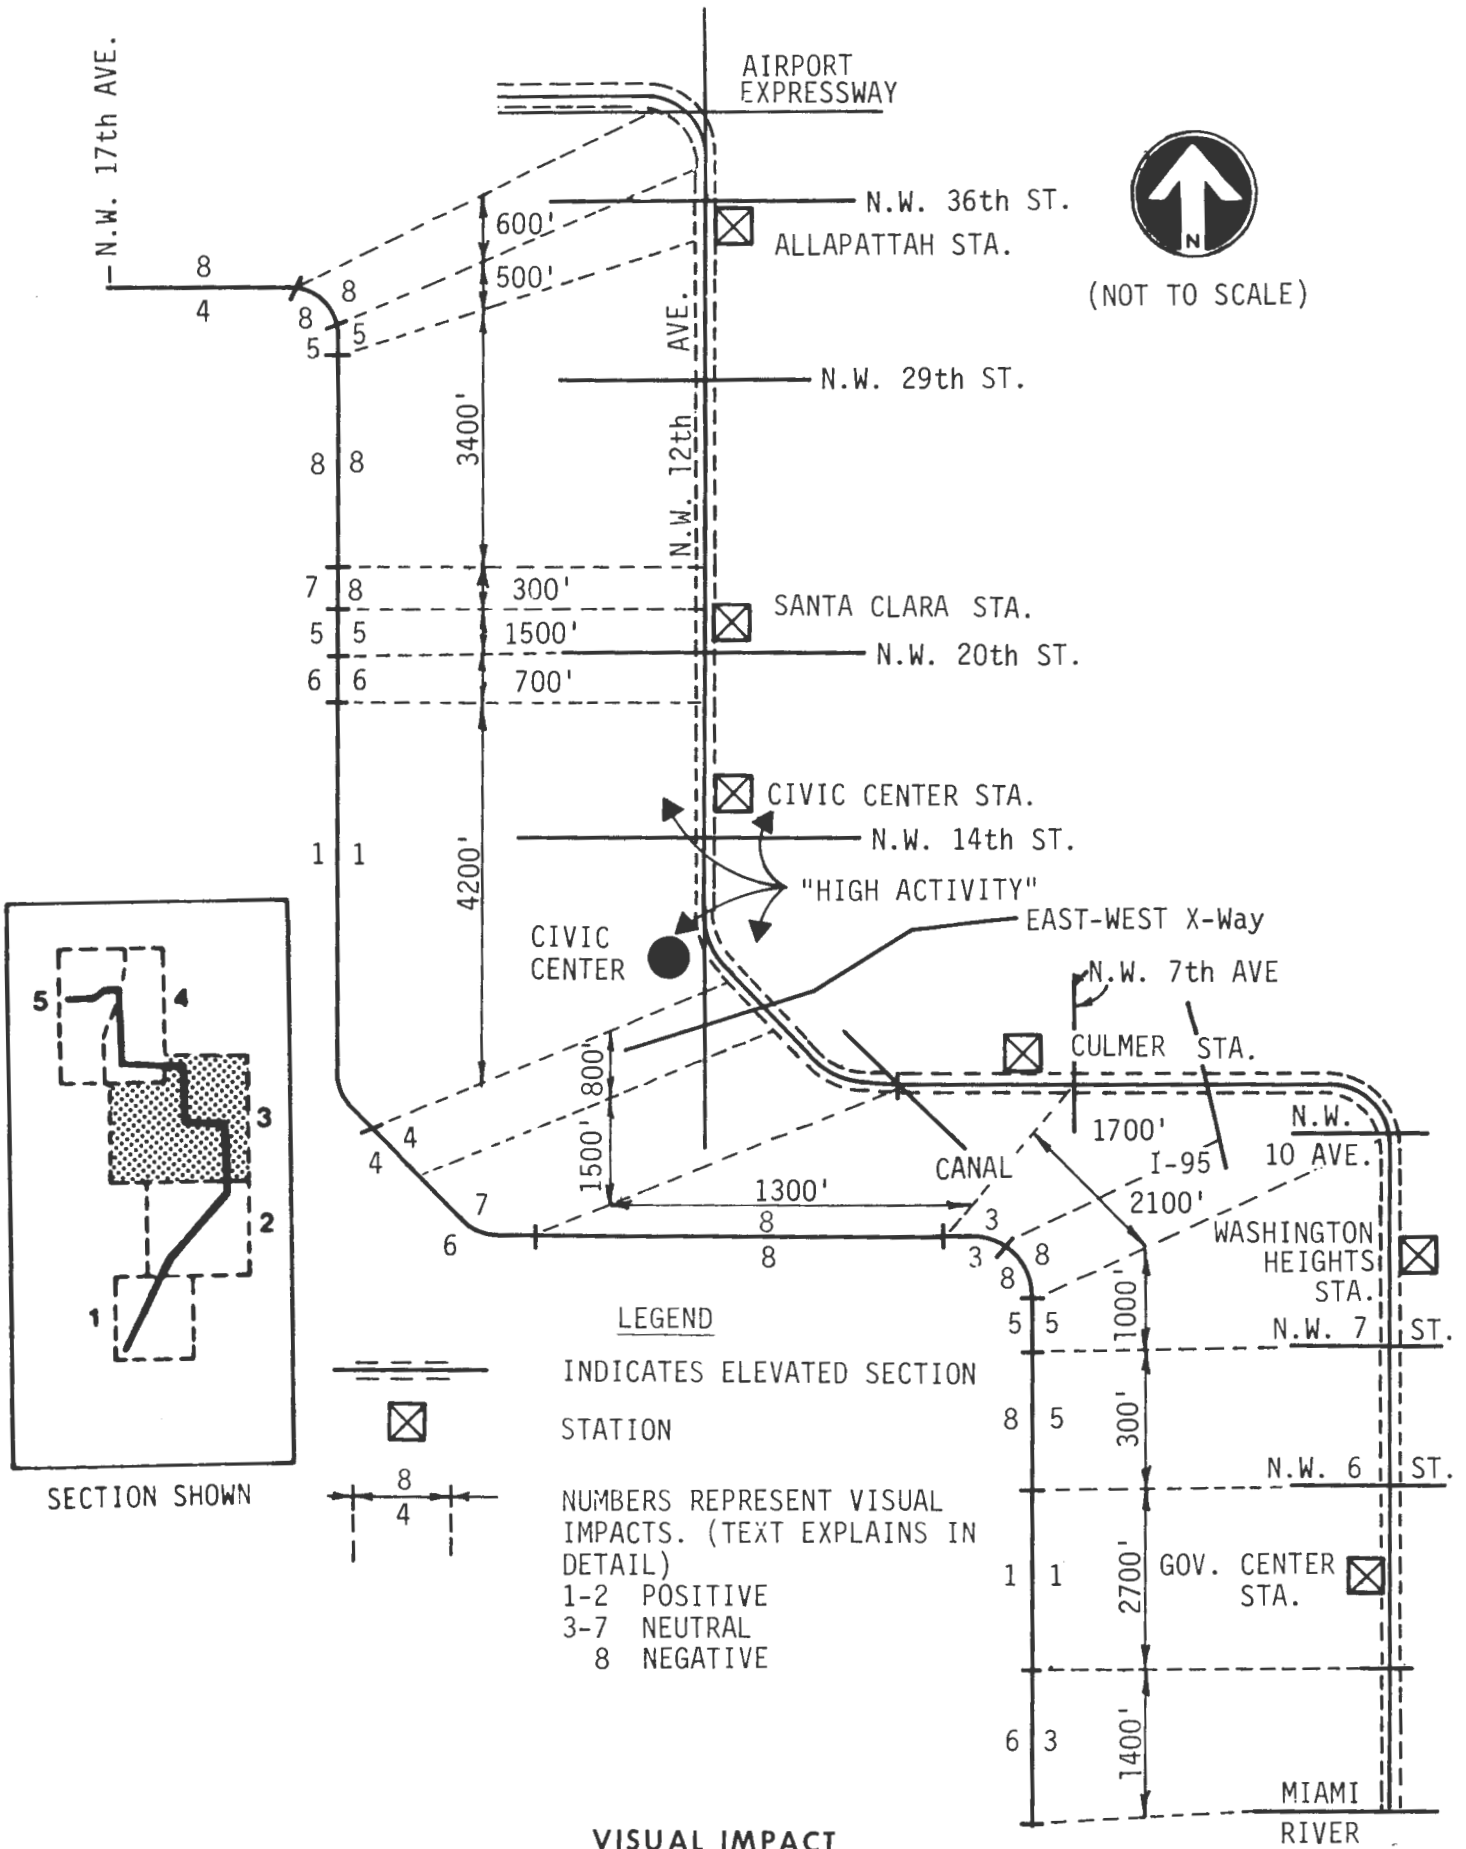 N.W. 17th AVE.
AIRPORT
EXPRESSWAY
N.W. 36th ST.
ALLAPATTAH STA.
N
(NOT TO SCALE)
600'
500'
8
4
8
8
5
5
N.W. 12th AVE.
N.W. 29th ST.
3400'
8 8
7 8
300'
SANTA CLARA STA.
5 5
1500'
N.W. 20th ST.
6 6
700'
CIVIC CENTER STA.
N.W. 14th ST.
1 1
4200'
"HIGH ACTIVITY"
EAST-WEST X-Way
CIVIC
CENTER
N.W. 7th AVE
CULMER STA.
5
4
3
2
1
SECTION SHOWN
800'
1500'
4
4
7
6
1300'
8
8
CANAL
1700'
I-95
2100'
N.W.
10 AVE.
3
3
8
8
WASHINGTON
HEIGHTS
STA.
5 5
1000'
N.W. 7 ST.
8 5
300'
N.W. 6 ST.
1 1
2700'
GOV. CENTER
STA.
6 3
1400'
MIAMI
RIVER
LEGEND
INDICATES ELEVATED SECTION
STATION
8
4
NUMBERS REPRESENT VISUAL
IMPACTS. (TEXT EXPLAINS IN
DETAIL)
1-2 POSITIVE
3-7 NEUTRAL
8 NEGATIVE
VISUAL IMPACT